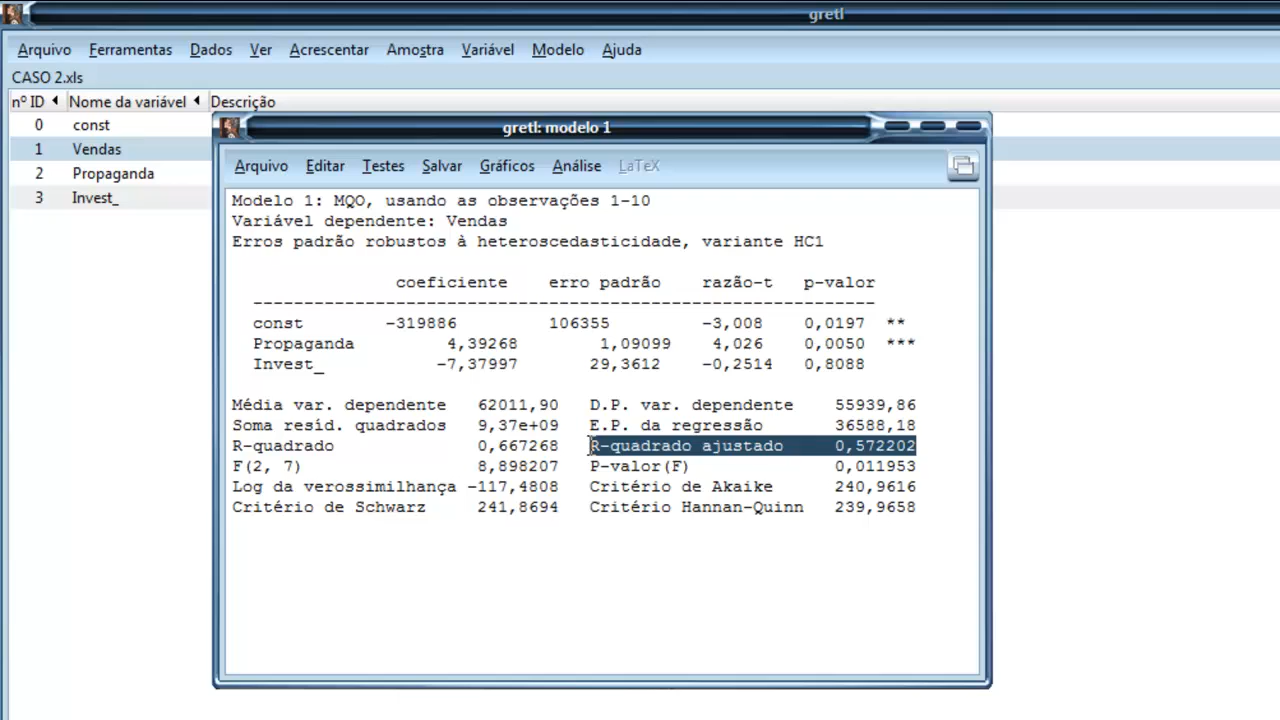 gretl
Arquivo Ferramentas Dados Ver Acrescentar Amostra Variável Modelo Ajuda
CASO 2.xls
nº ID Nome da variável Descrição
0 const
1 Vendas
2 Propaganda
3 Invest_
gretl: modelo 1
Arquivo Editar Testes Salvar Gráficos Análise LaTeX
Modelo 1: MQO, usando as observações 1-10
Variável dependente: Vendas
Erros padrão robustos à heteroscedasticidade, variante HC1
coeficiente erro padrão razão-t p-valor
---------------------------------------------------------------
const -319886 106355 -3,008 0,0197 **
Propaganda 4,39268 1,09099 4,026 0,0050 ***
Invest_ -7,37997 29,3612 -0,2514 0,8088
Média var. dependente 62011,90 D.P. var. dependente 55939,86
Soma resíd. quadrados 9,37e+09 E.P. da regressão 36588,18
R-quadrado 0,667268 R-quadrado ajustado 0,572202
F(2, 7) 8,898207 P-valor(F) 0,011953
Log da verossimilhança -117,4808 Critério de Akaike 240,9616
Critério de Schwarz 241,8694 Critério Hannan-Quinn 239,9658